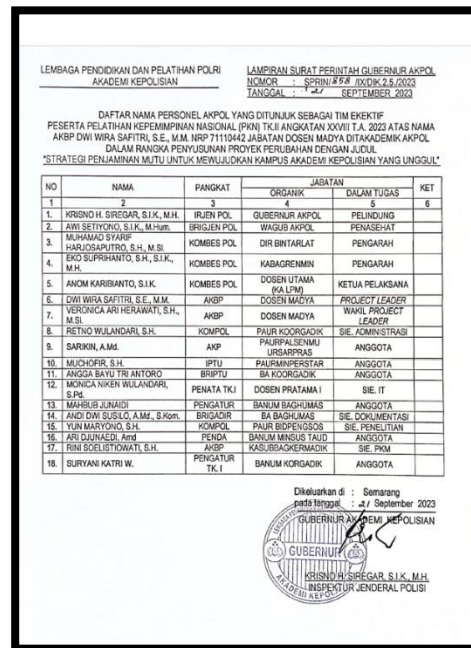 LEMBAGA PENDIDIKAN DAN PELATIHAN POLRI
AKADEMI KEPOLISIAN
LAMPIRAN SURAT PERINTAH GUBERNUR AKPOL
NOMOR : SPRIN/858 /IX/DIK.2.5./2023
TANGGAL : 21 SEPTEMBER 2023
DAFTAR NAMA PERSONEL AKPOL YANG DITUNJUK SEBAGAI TIM EKEKTIF
PESERTA PELATIHAN KEPEMIMPINAN NASIONAL (PKN) TK.II ANGKATAN XXVIII T.A. 2023 ATAS NAMA
AKBP DWI WIRA SAFITRI, S.E., M.M. NRP 71110442 JABATAN DOSEN MADYA DITAKADEMIK AKPOL
DALAM RANGKA PENYUSUNAN PROYEK PERUBAHAN DENGAN JUDUL
"STRATEGI PENJAMINAN MUTU UNTUK MEWUJUDKAN KAMPUS AKADEMI KEPOLISIAN YANG UNGGUL"
NO NAMA PANGKAT JABATAN KET
ORGANIK DALAM TUGAS
1 2 3 4 5 6
1. KRISNO H. SIREGAR, S.I.K., M.H. IRJEN POL GUBERNUR AKPOL PELINDUNG
2. AWI SETIYONO, S.I.K., M.Hum. BRIGJEN POL WAGUB AKPOL PENASEHAT
3. MUHAMAD SYARIF HARJOSAPUTRO, S.H., M.SI. KOMBES POL DIR BINTARLAT PENGARAH
4. EKO SUPRIHANTO, S.H., S.I.K., M.H. KOMBES POL KABAGRENMIN PENGARAH
5. ANOM KARIBIANTO, S.I.K. KOMBES POL DOSEN UTAMA (KA LPM) KETUA PELAKSANA
6. DWI WIRA SAFITRI, S.E., M.M. AKBP DOSEN MADYA PROJECT LEADER
7. VERONICA ARI HERAWATI, S.H., M.SI. AKBP DOSEN MADYA WAKIL PROJECT LEADER
8. RETNO WULANDARI, S.H. KOMPOL PAUR KOORGADIK SIE. ADMINISTRASI
9. SARIKIN, A.Md. AKP PAURPALSENMU URSARPRAS ANGGOTA
10. MUCHOFIR, S.H. IPTU PAURMINPERSTAR ANGGOTA
11. ANGGA BAYU TRI ANTORO BRIPTU BA KOORGADIK ANGGOTA
12. MONICA NIKEN WULANDARI, S.Pd. PENATA TK.I DOSEN PRATAMA I SIE. IT
13. MAHBUB JUNAIDI PENGATUR BANUM BAGHUMAS ANGGOTA
14. ANDI DWI SUSILO, A.Md., S.Kom. BRIGADIR BA BAGHUMAS SIE. DOKUMENTASI
15. YUN MARYONO, S.H. KOMPOL PAUR BIDPENGSOS SIE. PENELITIAN
16. ARI DJUNAEDI, Amd PENDA BANUM MINSUS TAUD ANGGOTA
17. RINI SOELISTIOWATI, S.H. AKBP KASUBBAGKERMADIK SIE. PKM
18. SURYANI KATRI W. PENGATUR TK. I BANUM KORGADIK ANGGOTA
Dikeluarkan di : Semarang
pada tanggal : 21 September 2023
GUBERNUR AKADEMI KEPOLISIAN
GUBERNUR
AKADEMI KEPOLISIAN
KRISNO H. SIREGAR, S.I.K., M.H.
INSPEKTUR JENDERAL POLISI